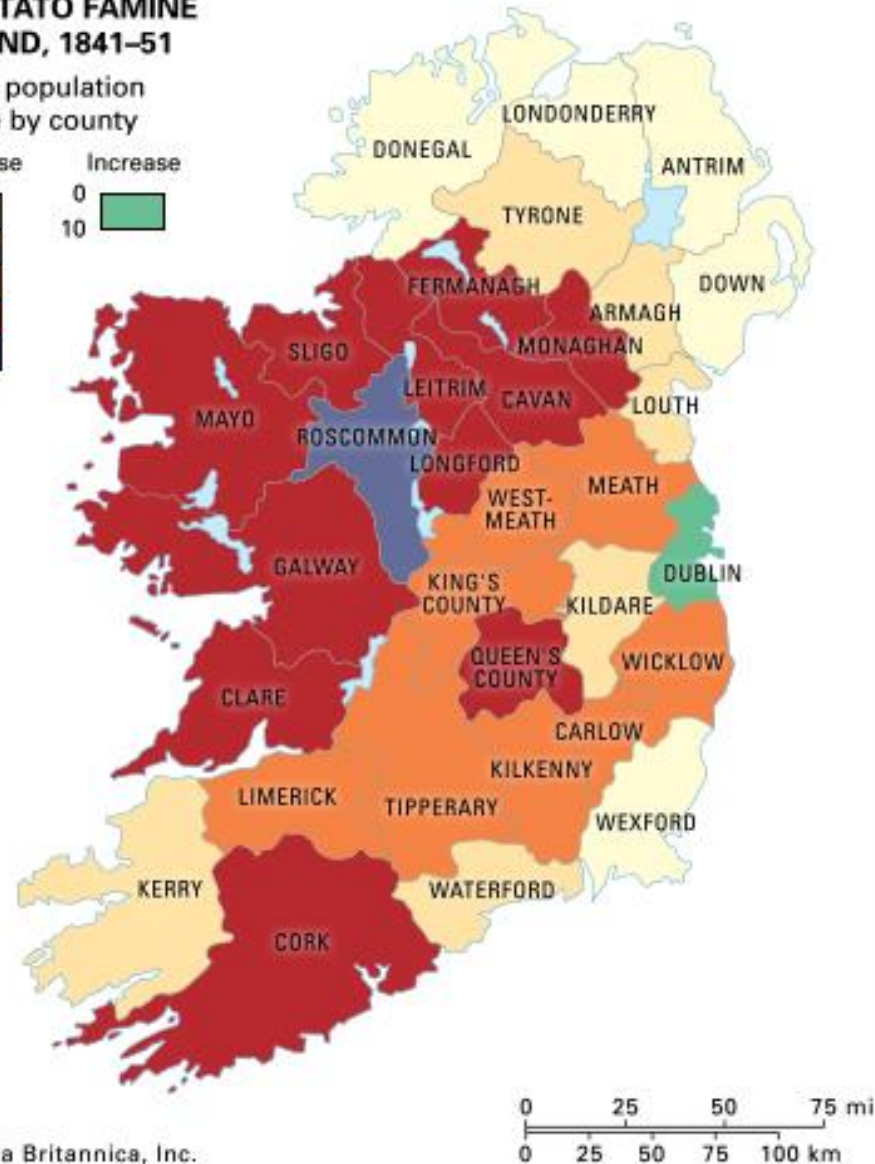 TATO FAMINE
ND, 1841–51
population
by county
se
Increase
0
10
DONEGAL
LONDONDERRY
ANTRIM
TYRONE
DOWN
FERMANAGH
ARMAGH
MONAGHAN
SLIGO
LEITRIM
CAVAN
LOUTH
MAYO
ROSCOMMON
LONGFORD
MEATH
WEST-
MEATH
GALWAY
KING'S
COUNTY
KILDARE
DUBLIN
QUEEN'S
COUNTY
WICKLOW
CLARE
CARLOW
KILKENNY
LIMERICK
TIPPERARY
WEXFORD
KERRY
WATERFORD
CORK
0 25 50 75 mi
0 25 50 75 100 km
a Britannica, Inc.